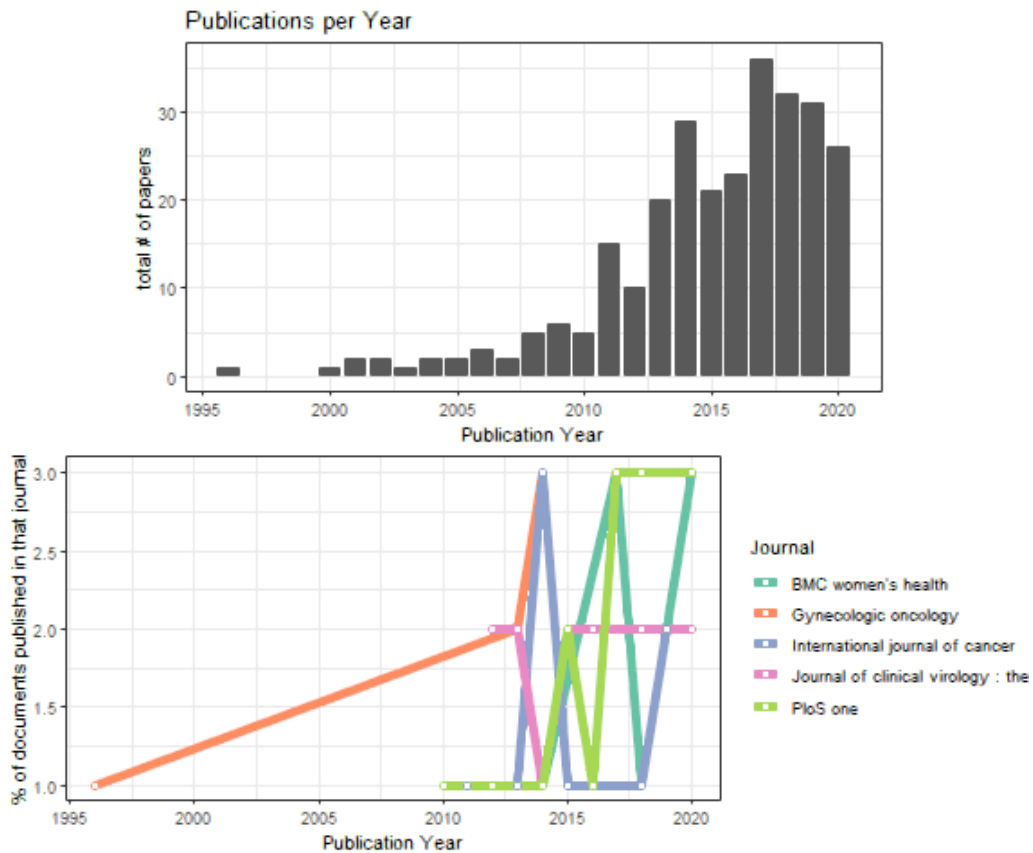 Publications per Year
total # of papers
30
20
10
0
1995 2000 2005 2010 2015 2020
Publication Year
% of documents published in that journal
3.0
2.5
2.0
1.5
1.0
1995 2000 2005 2010 2015 2020
Publication Year
Journal
BMC women's health
Gynecologic oncology
International journal of cancer
Journal of clinical virology : the
PloS one